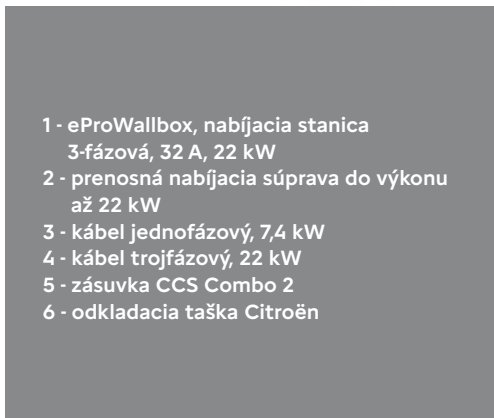 1 - eProWallbox, nabíjacia stanica
3-fázová, 32 A, 22 kW
2 - prenosná nabíjacia súprava do výkonu
až 22 kW
3 - kábel jednofázový, 7,4 kW
4 - kábel trojfázový, 22 kW
5 - zásuvka CCS Combo 2
6 - odkladacia taška Citroën